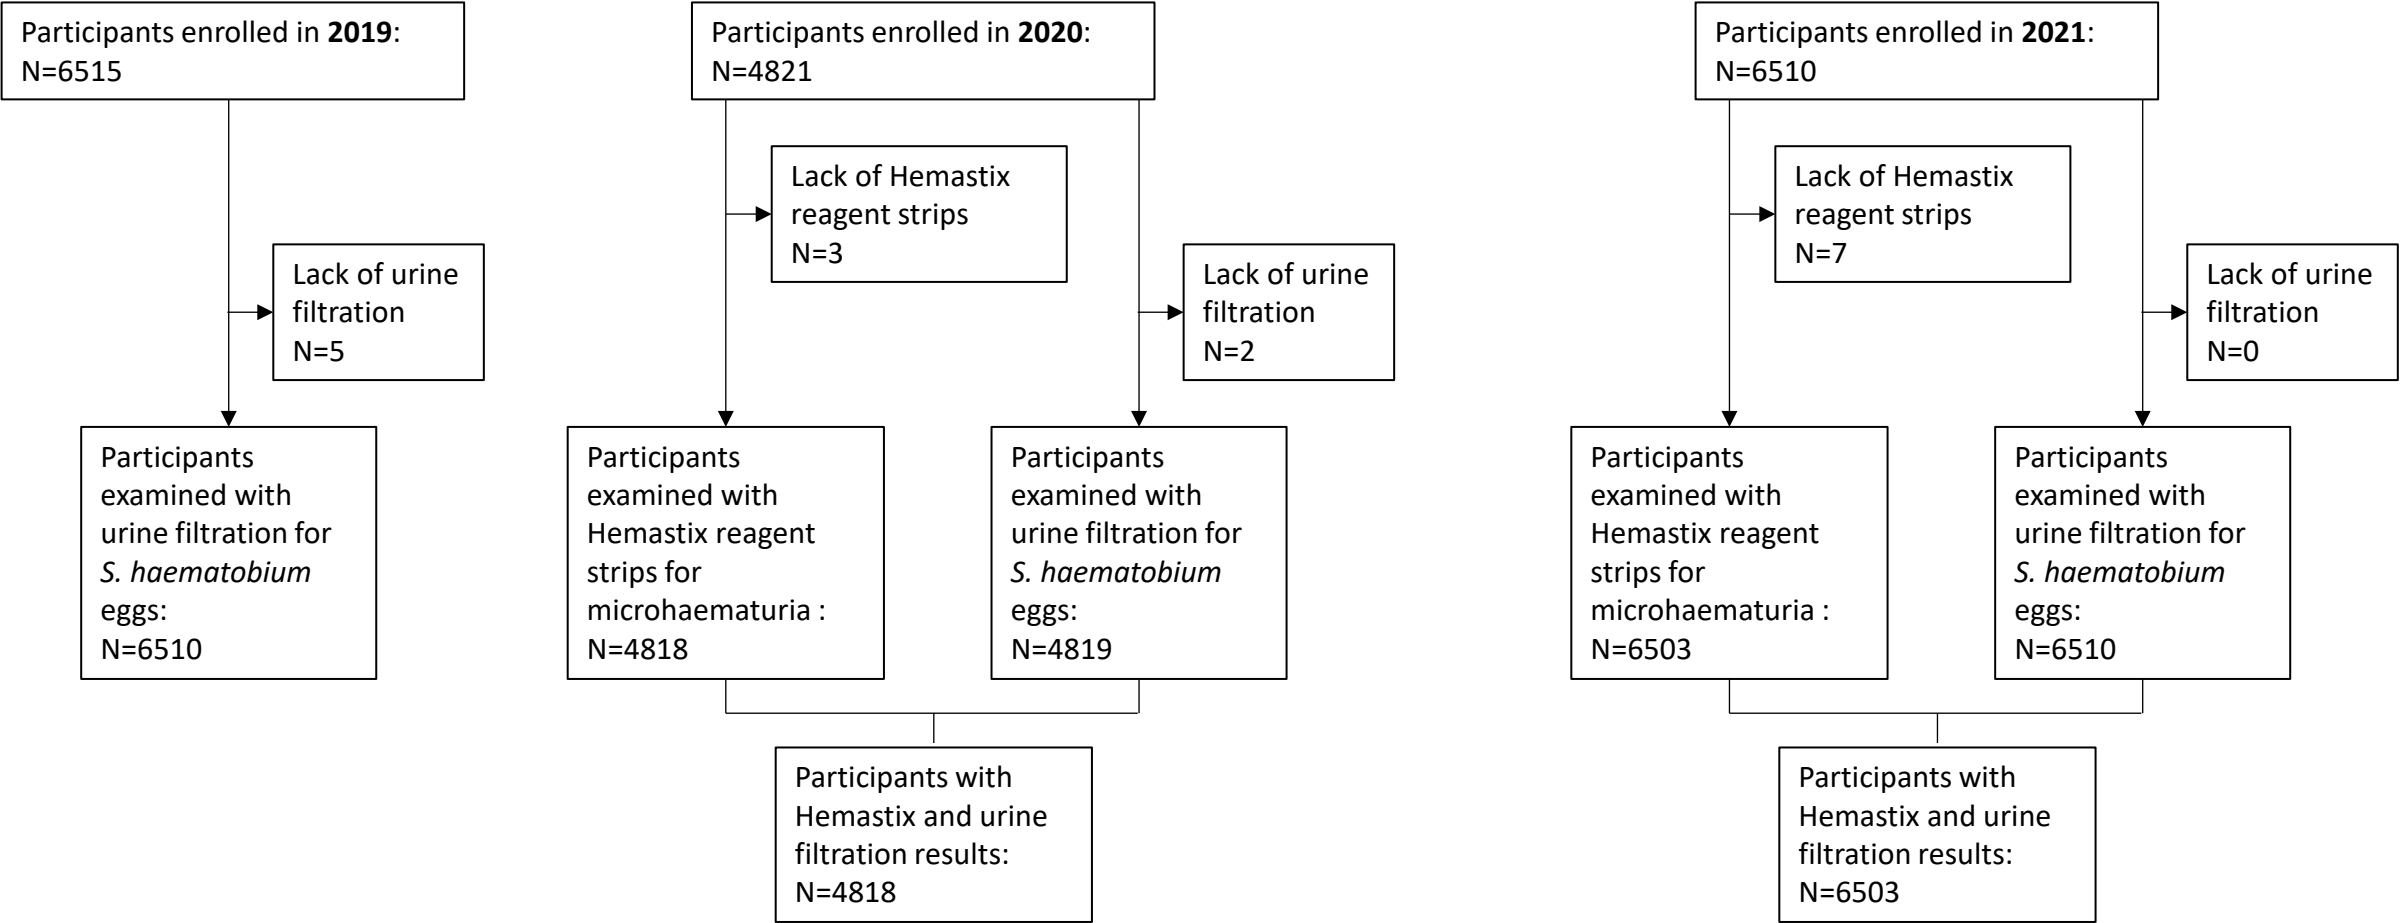 Participants enrolled in 2019:
N=6515
Lack of urine
filtration
N=5
Participants
examined with
urine filtration for
S. haematobium
eggs:
N=6510
Participants enrolled in 2020:
N=4821
Lack of Hemastix
reagent strips
N=3
Lack of urine
filtration
N=2
Participants
examined with
Hemastix reagent
strips for
microhaematuria :
N=4818
Participants
examined with
urine filtration for
S. haematobium
eggs:
N=4819
Participants with
Hemastix and urine
filtration results:
N=4818
Participants enrolled in 2021:
N=6510
Lack of Hemastix
reagent strips
N=7
Lack of urine
filtration
N=0
Participants
examined with
Hemastix reagent
strips for
microhaematuria :
N=6503
Participants
examined with
urine filtration for
S. haematobium
eggs:
N=6510
Participants with
Hemastix and urine
filtration results:
N=6503